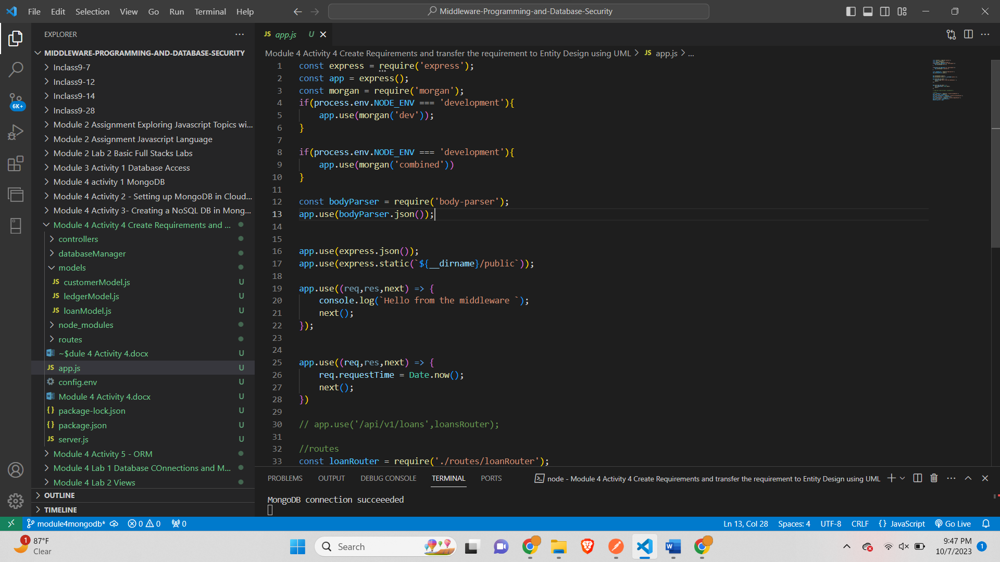 File Edit Selection View Go Run Terminal Help
Middleware-Programming-and-Database-Security
EXPLORER
MIDDLEWARE-PROGRAMMING-AND-DATABASE-SECURITY
Inclass9-7
Inclass9-12
Inclass9-14
Inclass9-28
Module 2 Assignment Exploring Javascript Topics wi...
Module 2 Assignment Javascript Language
Module 2 Lab 2 Basic Full Stacks Labs
Module 3 Activity 1 Database Access
Module 4 activity 1 MongoDB
Module 4 Activity 2 - Setting up MongoDB in Cloud...
Module 4 Activity 3- Creating a NoSQL DB in Mong...
Module 4 Activity 4 Create Requirements and ...
controllers
databaseManager
models
JS customerModel.js U
JS ledgerModel.js U
JS loanModel.js U
node_modules
routes
~$dule 4 Activity 4.docx U
JS app.js U
config.env U
Module 4 Activity 4.docx U
{} package-lock.json U
{} package.json U
JS server.js U
Module 4 Activity 5 - ORM
Module 4 Lab 1 Database COnnections and M...
Module 4 Lab 2 Views
OUTLINE
TIMELINE
6K+
JS app.js U
Module 4 Activity 4 Create Requirements and transfer the requirement to Entity Design using UML > JS app.js > ...
1 const express = require('express');
2 const app = express();
3 const morgan = require('morgan');
4 if(process.env.NODE_ENV === 'development'){
5 app.use(morgan('dev'));
6 }
7
8 if(process.env.NODE_ENV === 'development'){
9 app.use(morgan('combined'))
10 }
11
12 const bodyParser = require('body-parser');
13 app.use(bodyParser.json());
14
15
16 app.use(express.json());
17 app.use(express.static(`${__dirname}/public`));
18
19 app.use((req,res,next) => {
20 console.log(`Hello from the middleware `);
21 next();
22 });
23
24
25 app.use((req,res,next) => {
26 req.requestTime = Date.now();
27 next();
28 })
29
30 // app.use('/api/v1/loans',loansRouter);
31
32 //routes
33 const loanRouter = require('./routes/loanRouter');
PROBLEMS OUTPUT DEBUG CONSOLE TERMINAL PORTS
node - Module 4 Activity 4 Create Requirements and transfer the requirement to Entity Design using UML
MongoDB connection succeeeded
module4mongodb* 0 0 0
Ln 13, Col 28 Spaces: 4 UTF-8 CRLF {} JavaScript Go Live
1 87°F
Clear
Search
9:47 PM
10/7/2023
1